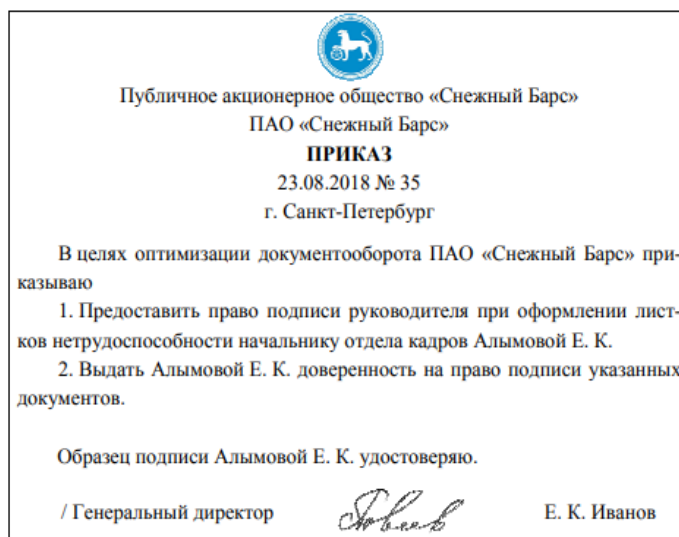 Публичное акционерное общество «Снежный Барс»
ПАО «Снежный Барс»
ПРИКАЗ
23.08.2018 № 35
г. Санкт-Петербург
В целях оптимизации документооборота ПАО «Снежный Барс» при-
казываю
1. Предоставить право подписи руководителя при оформлении лист-
ков нетрудоспособности начальнику отдела кадров Алымовой Е. К.
2. Выдать Алымовой Е. К. доверенность на право подписи указанных
документов.
Образец подписи Алымовой Е. К. удостоверяю.
/ Генеральный директор Е. К. Иванов